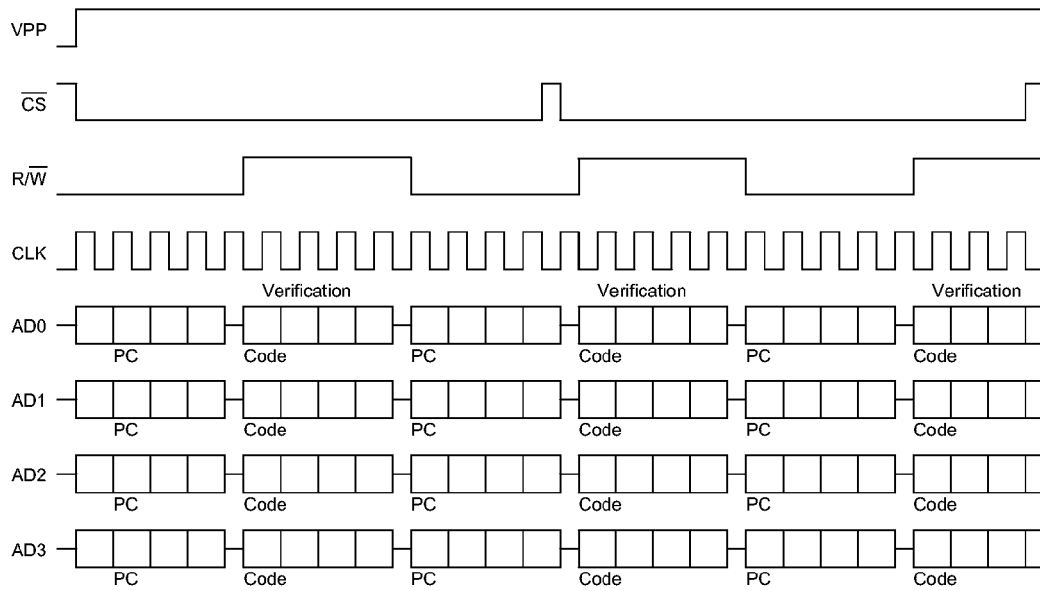 VPP
C̅S̅
R/W̅
CLK
Verification Verification Verification
AD0
PC Code PC Code PC Code
AD1
PC Code PC Code PC Code
AD2
PC Code PC Code PC Code
AD3
PC Code PC Code PC Code